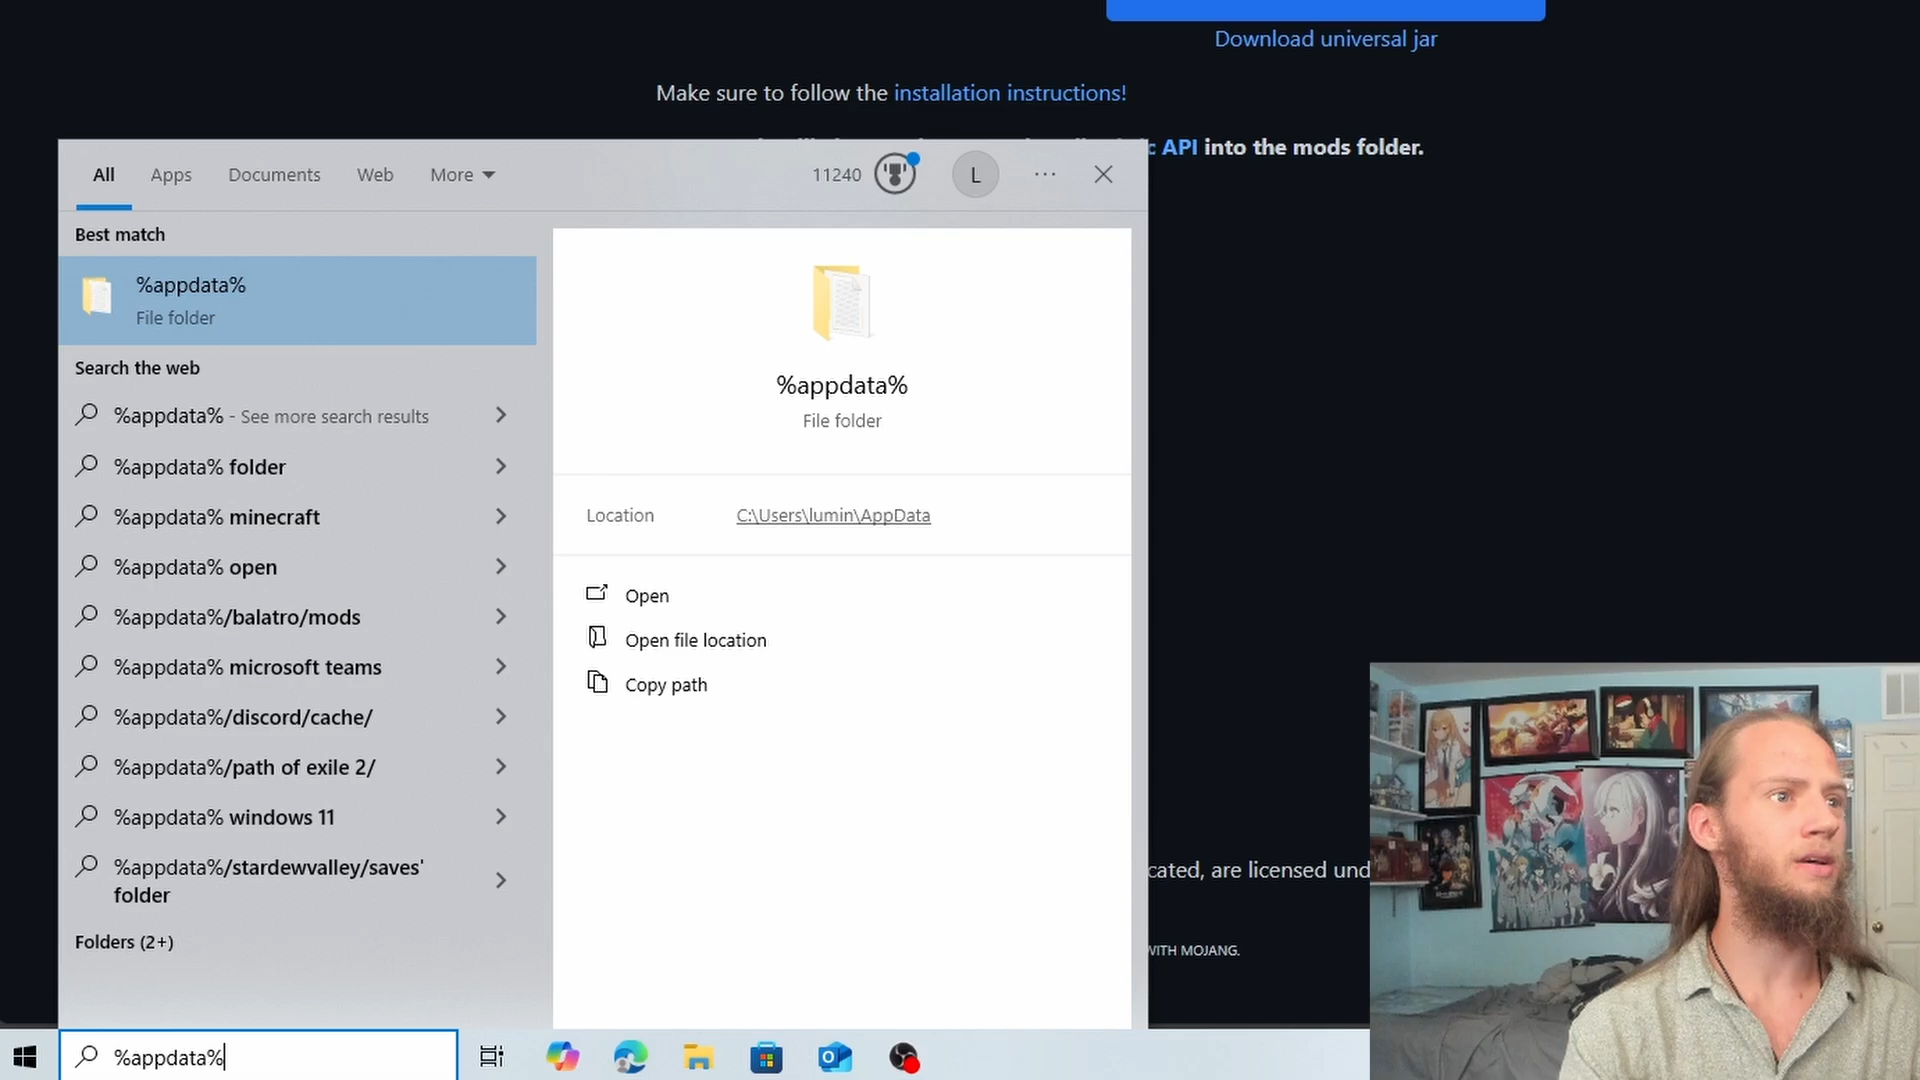 Download universal jar
Make sure to follow the installation instructions!
API into the mods folder.
All
Apps
Documents
Web
More
11240
L
Best match
%appdata%
File folder
Search the web
%appdata% - See more search results
%appdata% folder
%appdata% minecraft
%appdata% open
%appdata%/balatro/mods
%appdata% microsoft teams
%appdata%/discord/cache/
%appdata%/path of exile 2/
%appdata% windows 11
%appdata%/stardewvalley/saves'
folder
Folders (2+)
%appdata%
File folder
Location
C:\Users\lumin\AppData
Open
Open file location
Copy path
cated, are licensed und
WITH MOJANG.
%appdata%